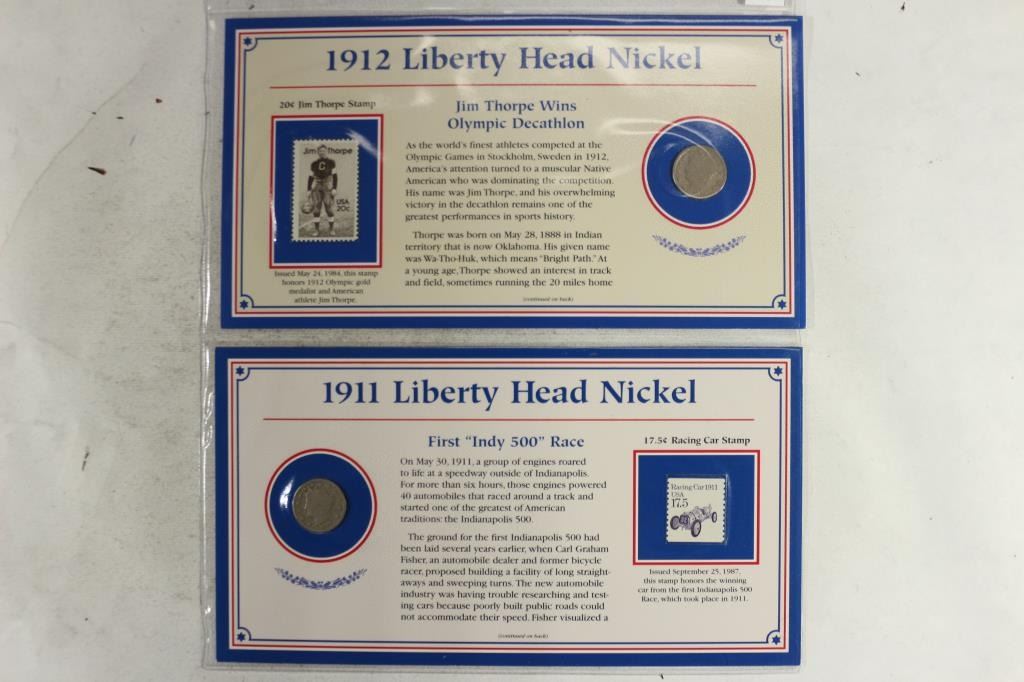 1912 Liberty Head Nickel
20¢ Jim Thorpe Stamp
Jim Thorpe
C
USA
20c
Issued May 24, 1984, this stamp
honors 1912 Olympic gold
medalist and American
athlete Jim Thorpe.
Jim Thorpe Wins
Olympic Decathlon
As the world's finest athletes competed at the
Olympic Games in Stockholm, Sweden in 1912,
America's attention turned to a muscular Native
American who was dominating the competition.
His name was Jim Thorpe, and his overwhelming
victory in the decathlon remains one of the
greatest performances in sports history.
Thorpe was born on May 28, 1888 in Indian
territory that is now Oklahoma. His given name
was Wa-Tho-Huk, which means "Bright Path." At
a young age, Thorpe showed an interest in track
and field, sometimes running the 20 miles home
(continued on back)
1911 Liberty Head Nickel
First "Indy 500" Race
On May 30, 1911, a group of engines roared
to life at a speedway outside of Indianapolis.
For more than six hours, those engines powered
40 automobiles that raced around a track and
started one of the greatest of American
traditions: the Indianapolis 500.
The ground for the first Indianapolis 500 had
been laid several years earlier, when Carl Graham
Fisher, an automobile dealer and former bicycle
racer, proposed building a facility of long straight-
aways and sweeping turns. The new automobile
industry was having trouble researching and test-
ing cars because poorly built public roads could
not accommodate their speed. Fisher visualized a
(continued on back)
17.5¢ Racing Car Stamp
Racing Car 1911
USA
17.5
Issued September 25, 1987,
this stamp honors the winning
car from the first Indianapolis 500
Race, which took place in 1911.